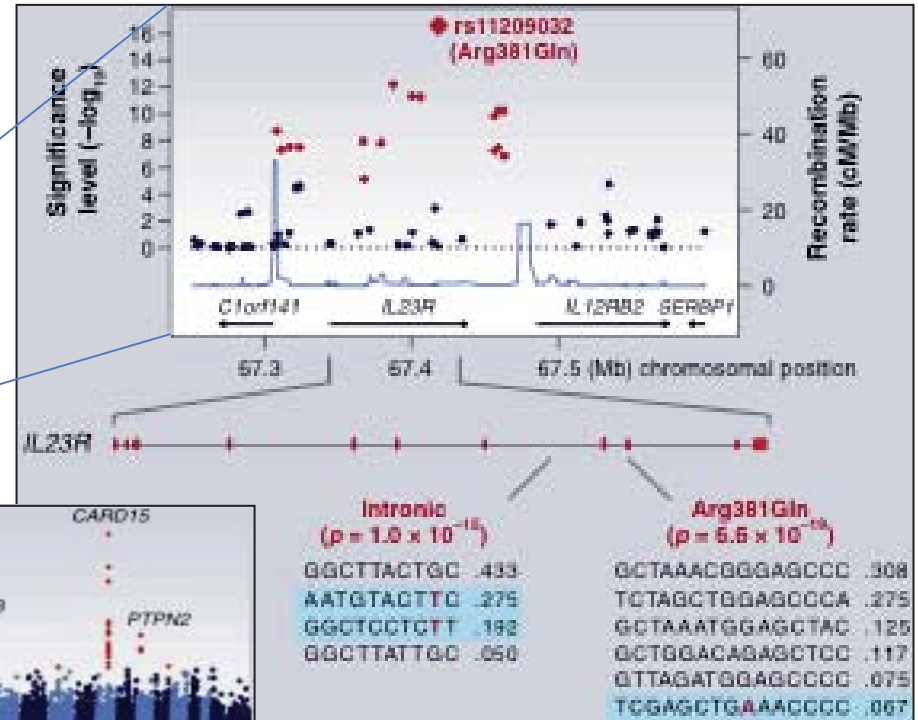 rs11209032
(Arg381Gln)
Significance
level (−log₁₀)
16
14
12
10
8
6
4
2
0
60
40
20
0
Recombination
rate (cM/Mb)
C1orf141 IL23R IL12RB2 SERBP1
67.3 67.4 67.5 (Mb) chromosomal position
IL23R
CARD15
PTPN2
Intronic
Arg381Gln
GGCTTACTGC .433
AATGTACTTC .275
GGCTCCTCTT .192
GGCTTATTGC .050
GCTAAACGGGAGCCC .308
TCTAGCTGGAGCCCA .275
GCTAAATGGAGCTAC .125
GCTGGACAGAGCTCC .117
GTTAGATGGAGCCCC .075
TCGAGCTGAAACCCC .067